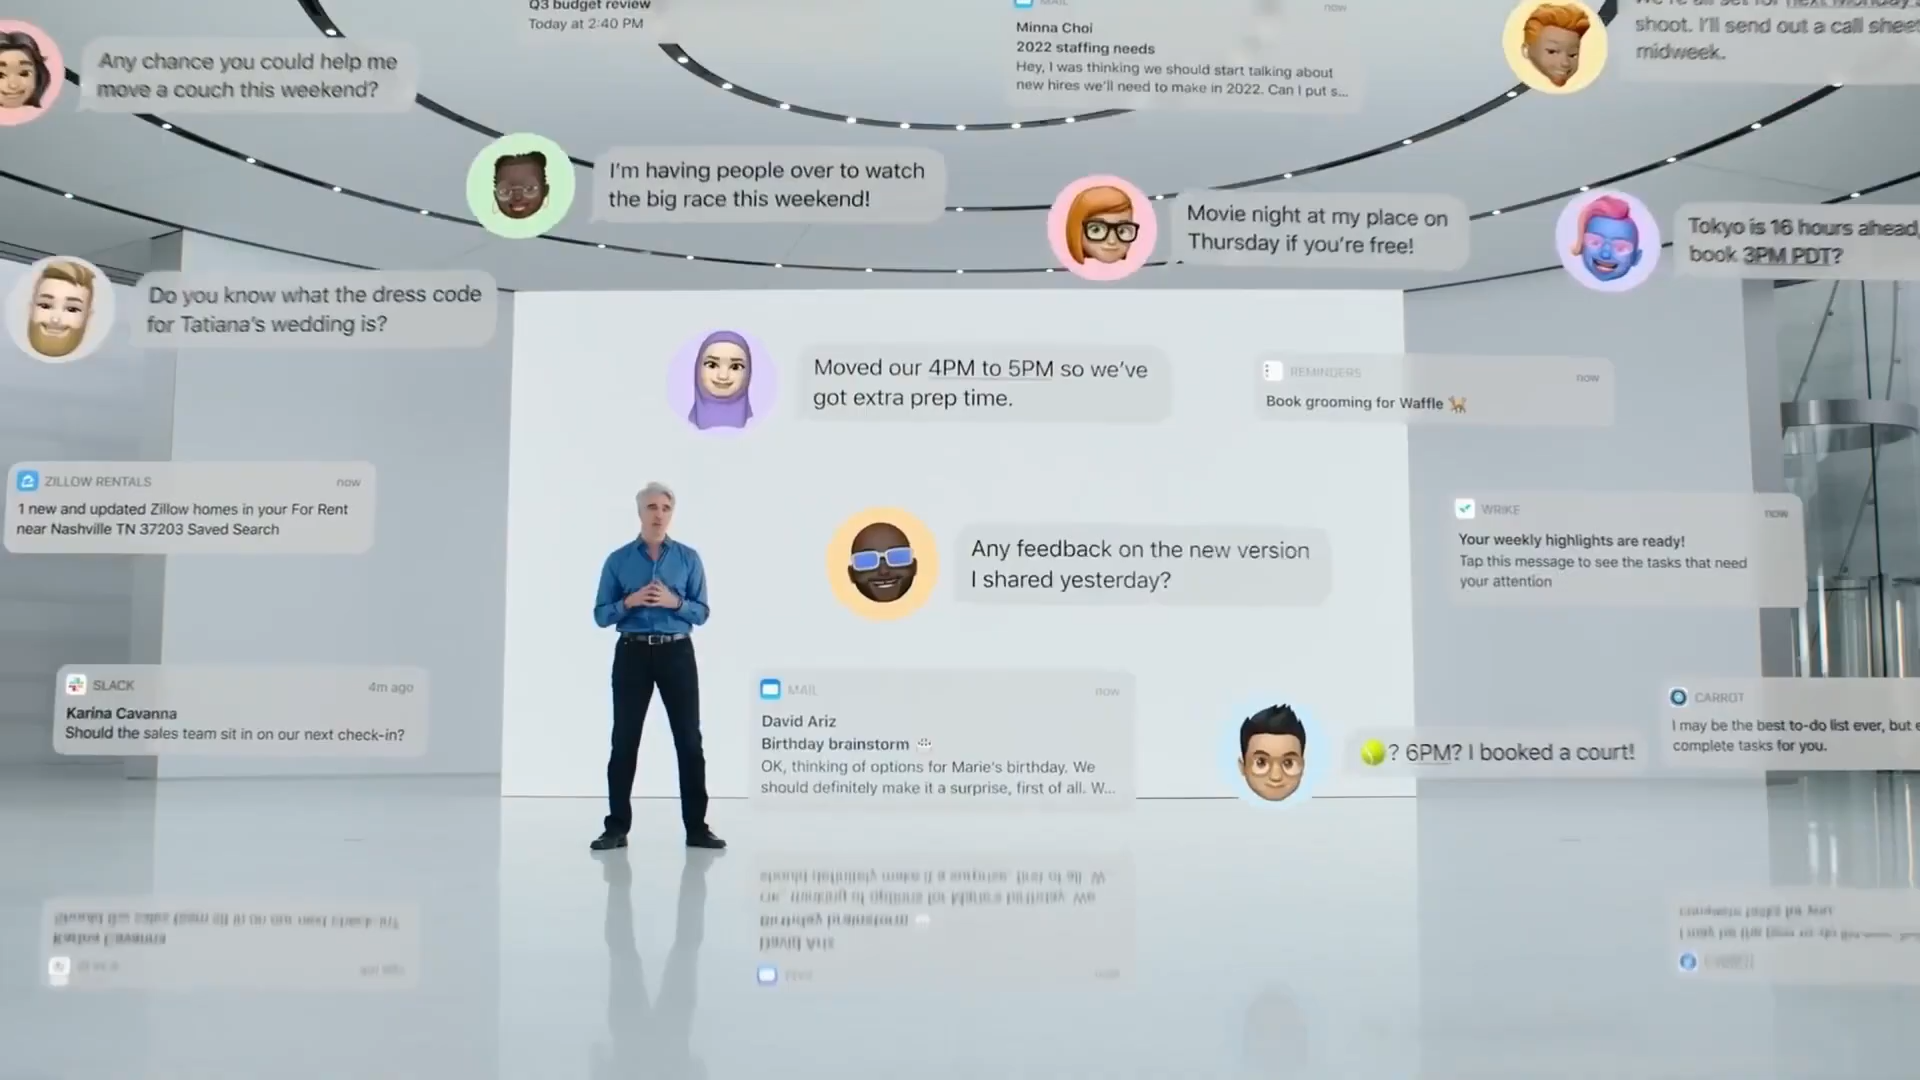 Q3 budget review
Today at 2:40 PM
MAIL
now
Minna Choi
2022 staffing needs
Hey, I was thinking we should start talking about
new hires we'll need to make in 2022. Can I put s...
shoot. I'll send out a call sheet
midweek.
Any chance you could help me
move a couch this weekend?
I'm having people over to watch
the big race this weekend!
Movie night at my place on
Thursday if you're free!
Tokyo is 16 hours ahead,
book 3PM PDT?
Do you know what the dress code
for Tatiana's wedding is?
Moved our 4PM to 5PM so we've
got extra prep time.
REMINDERS
now
Book grooming for Waffle 🐕
ZILLOW RENTALS
now
1 new and updated Zillow homes in your For Rent
near Nashville TN 37203 Saved Search
Any feedback on the new version
I shared yesterday?
WRIKE
now
Your weekly highlights are ready!
Tap this message to see the tasks that need
your attention
SLACK
4m ago
Karina Cavanna
Should the sales team sit in on our next check-in?
MAIL
now
David Ariz
Birthday brainstorm
OK, thinking of options for Marie's birthday. We
should definitely make it a surprise, first of all. W...
🎾? 6PM? I booked a court!
CARROT
I may be the best to-do list ever, but
complete tasks for you.